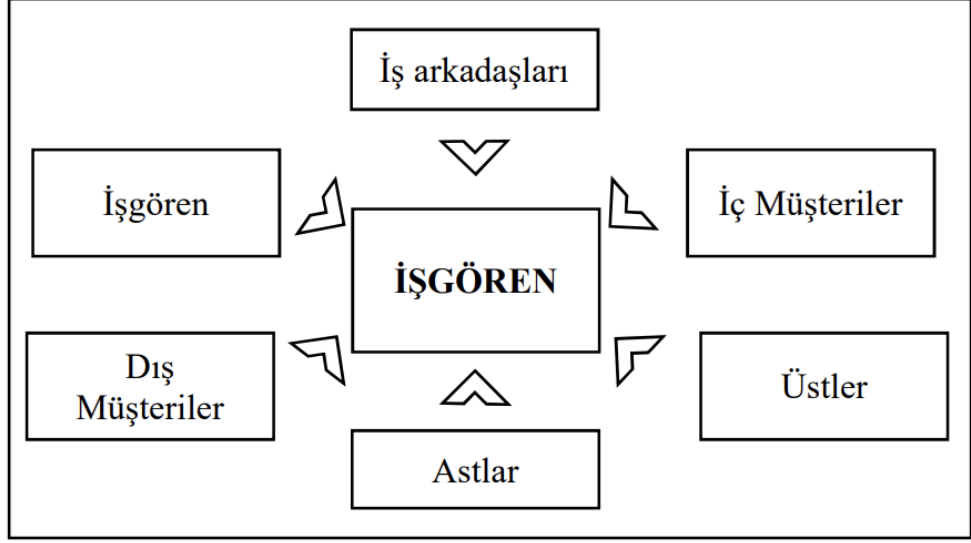 İş arkadaşları
İşgören
İç Müşteriler
İŞGÖREN
Dış
Müşteriler
Üstler
Astlar